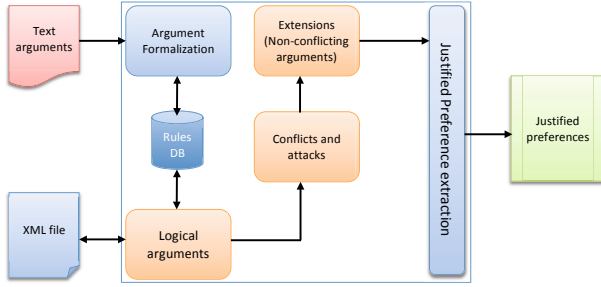 Text
arguments
Argument
Formalization
Extensions
(Non-conflicting
arguments)
Justified Preference extraction
Justified
preferences
Rules
DB
Conflicts and
attacks
XML file
Logical
arguments